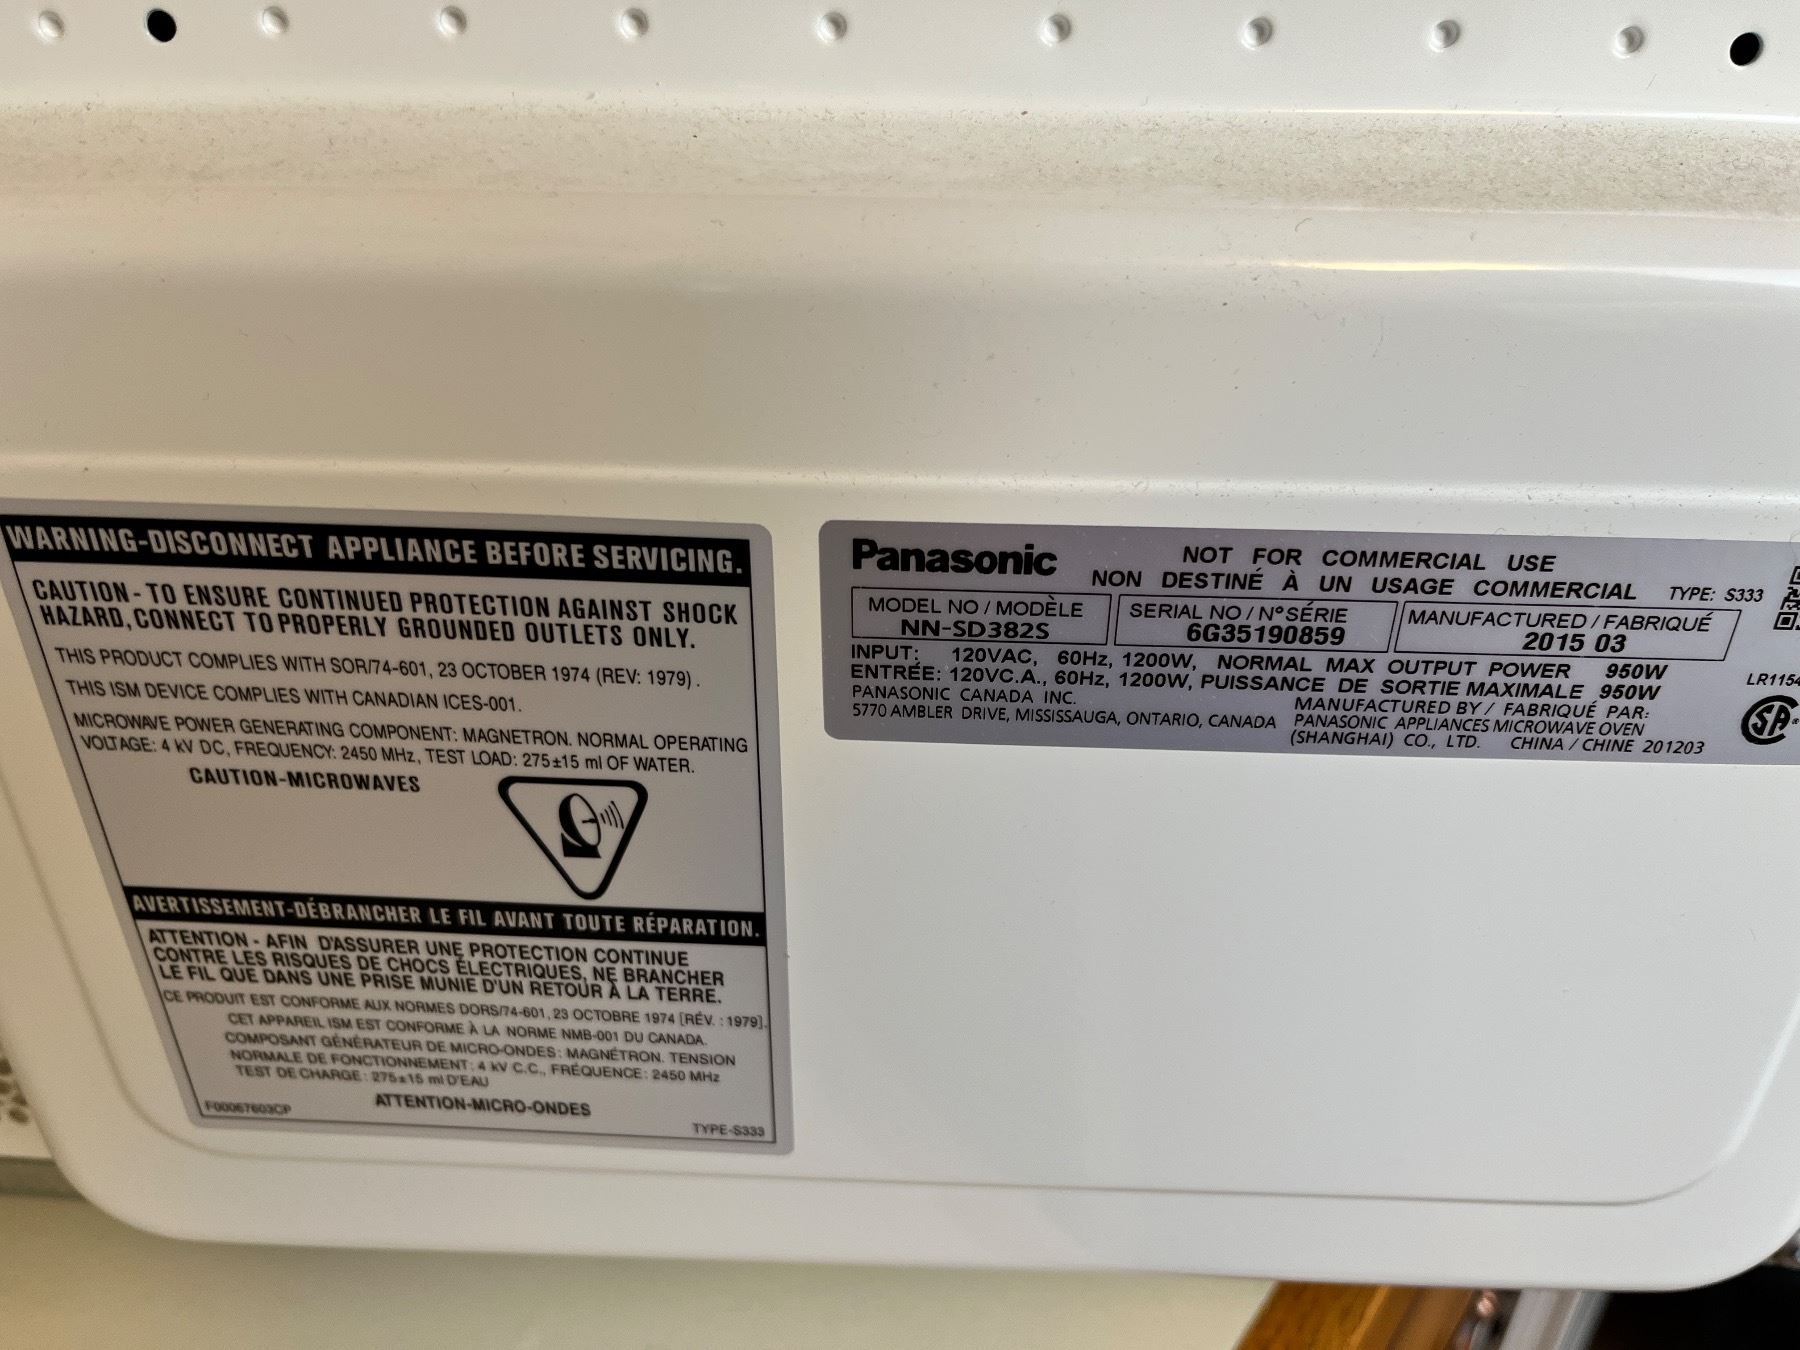 WARNING-DISCONNECT APPLIANCE BEFORE SERVICING.
CAUTION - TO ENSURE CONTINUED PROTECTION AGAINST SHOCK
HAZARD, CONNECT TO PROPERLY GROUNDED OUTLETS ONLY.
THIS PRODUCT COMPLIES WITH SOR/74-601, 23 OCTOBER 1974 (REV: 1979).
THIS ISM DEVICE COMPLIES WITH CANADIAN ICES-001.
MICROWAVE POWER GENERATING COMPONENT: MAGNETRON. NORMAL OPERATING
VOLTAGE: 4 kV DC, FREQUENCY: 2450 MHz, TEST LOAD: 275±15 ml OF WATER.
CAUTION-MICROWAVES
AVERTISSEMENT-DÉBRANCHER LE FIL AVANT TOUTE RÉPARATION.
ATTENTION - AFIN D'ASSURER UNE PROTECTION CONTINUE
CONTRE LES RISQUES DE CHOCS ÉLECTRIQUES, NE BRANCHER
LE FIL QUE DANS UNE PRISE MUNIE D'UN RETOUR À LA TERRE.
CE PRODUIT EST CONFORME AUX NORMES DORS/74-601, 23 OCTOBRE 1974 [RÉV. : 1979].
CET APPAREIL ISM EST CONFORME À LA NORME NMB-001 DU CANADA.
COMPOSANT GÉNÉRATEUR DE MICRO-ONDES: MAGNÉTRON. TENSION
NORMALE DE FONCTIONNEMENT: 4 kV C.C., FRÉQUENCE: 2450 MHz
TEST DE CHARGE: 275±15 ml D'EAU
ATTENTION-MICRO-ONDES
F00067603CP
TYPE-S333
Panasonic
NOT FOR COMMERCIAL USE
NON DESTINÉ À UN USAGE COMMERCIAL
TYPE: S333
MODEL NO / MODÈLE
NN-SD382S
SERIAL NO / N° SÉRIE
6G35190859
MANUFACTURED / FABRIQUÉ
2015 03
INPUT: 120VAC, 60Hz, 1200W, NORMAL MAX OUTPUT POWER 950W
ENTRÉE: 120VC.A., 60Hz, 1200W, PUISSANCE DE SORTIE MAXIMALE 950W
PANASONIC CANADA INC.
5770 AMBLER DRIVE, MISSISSAUGA, ONTARIO, CANADA
MANUFACTURED BY / FABRIQUÉ PAR:
PANASONIC APPLIANCES MICROWAVE OVEN
(SHANGHAI) CO., LTD. CHINA / CHINE 201203
LR1154
SA ®